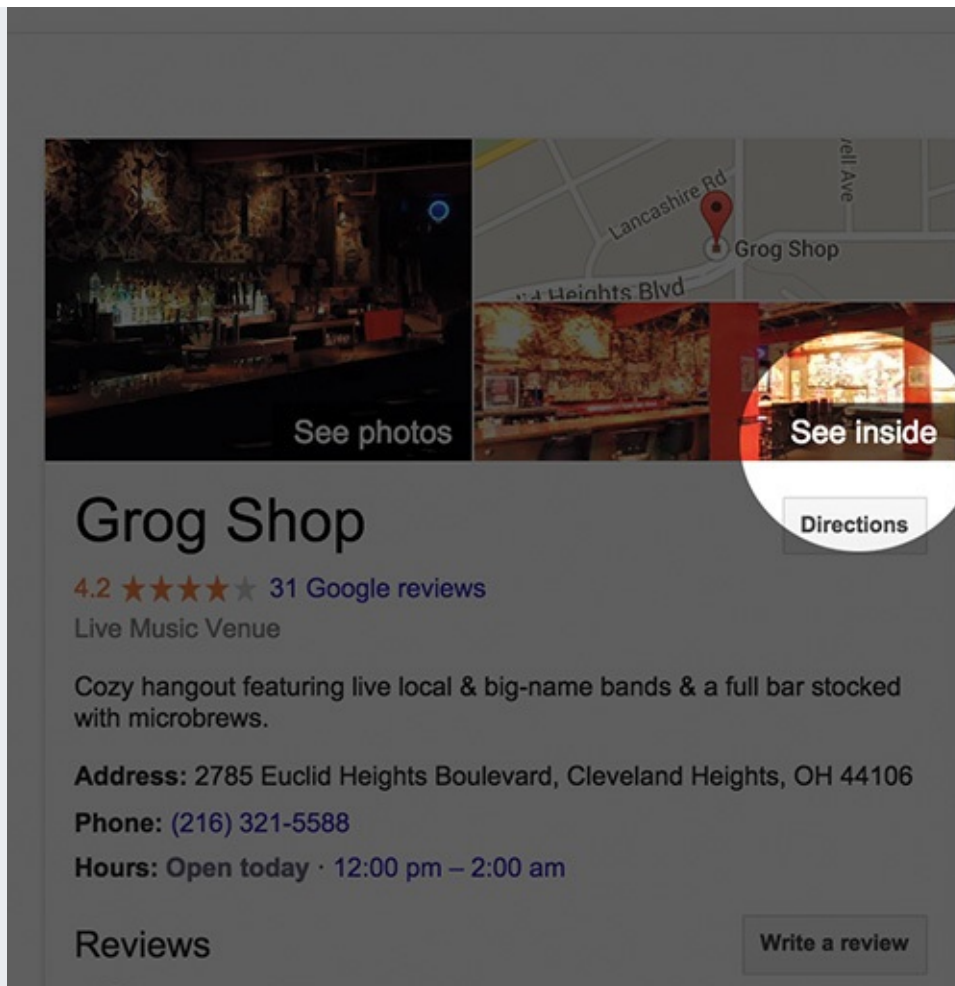 Lancashire Rd
well Ave
Grog Shop
lid Heights Blvd
See photos
See inside
Grog Shop
Directions
4.2 31 Google reviews
Live Music Venue
Cozy hangout featuring live local & big-name bands & a full bar stocked
with microbrews.
Address: 2785 Euclid Heights Boulevard, Cleveland Heights, OH 44106
Phone: (216) 321-5588
Hours: Open today · 12:00 pm – 2:00 am
Reviews
Write a review